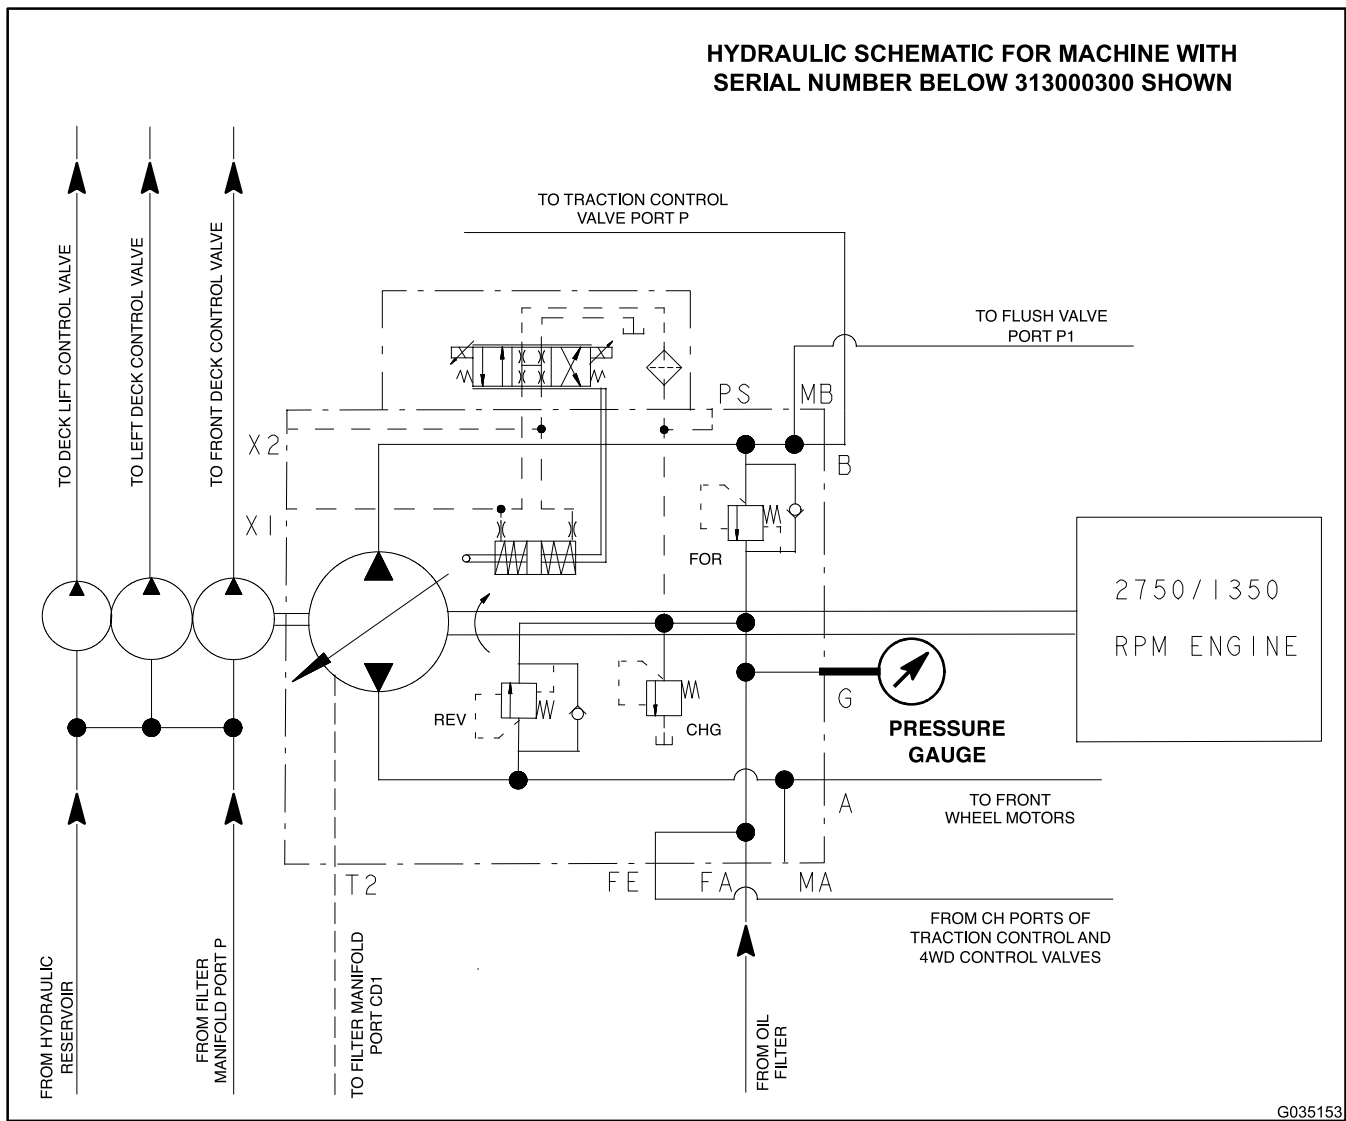 HYDRAULIC SCHEMATIC FOR MACHINE WITH
SERIAL NUMBER BELOW 313000300 SHOWN
TO DECK LIFT CONTROL VALVE
TO LEFT DECK CONTROL VALVE
TO FRONT DECK CONTROL VALVE
TO TRACTION CONTROL
VALVE PORT P
TO FLUSH VALVE
PORT P1
PS
MB
X2
B
X1
FOR
2750/1350
RPM ENGINE
REV
CHG
G
PRESSURE
GAUGE
A
TO FRONT
WHEEL MOTORS
T2
FE
FA
MA
FROM CH PORTS OF
TRACTION CONTROL AND
4WD CONTROL VALVES
FROM HYDRAULIC
RESERVOIR
FROM FILTER
MANIFOLD PORT P
TO FILTER MANIFOLD
PORT CD1
FROM OIL
FILTER
G035153